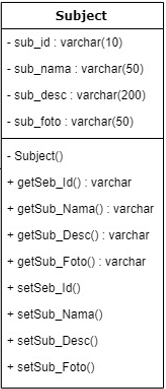 Subject
- sub_id : varchar(10)
- sub_nama : varchar(50)
- sub_desc : varchar(200)
- sub_foto : varchar(50)
- Subject()
+ getSeb_Id() : varchar
+ getSub_Nama() : varchar
+ getSub_Desc() : varchar
+ getSub_Foto() : varchar
+ setSeb_Id()
+ setSub_Nama()
+ setSub_Desc()
+ setSub_Foto()